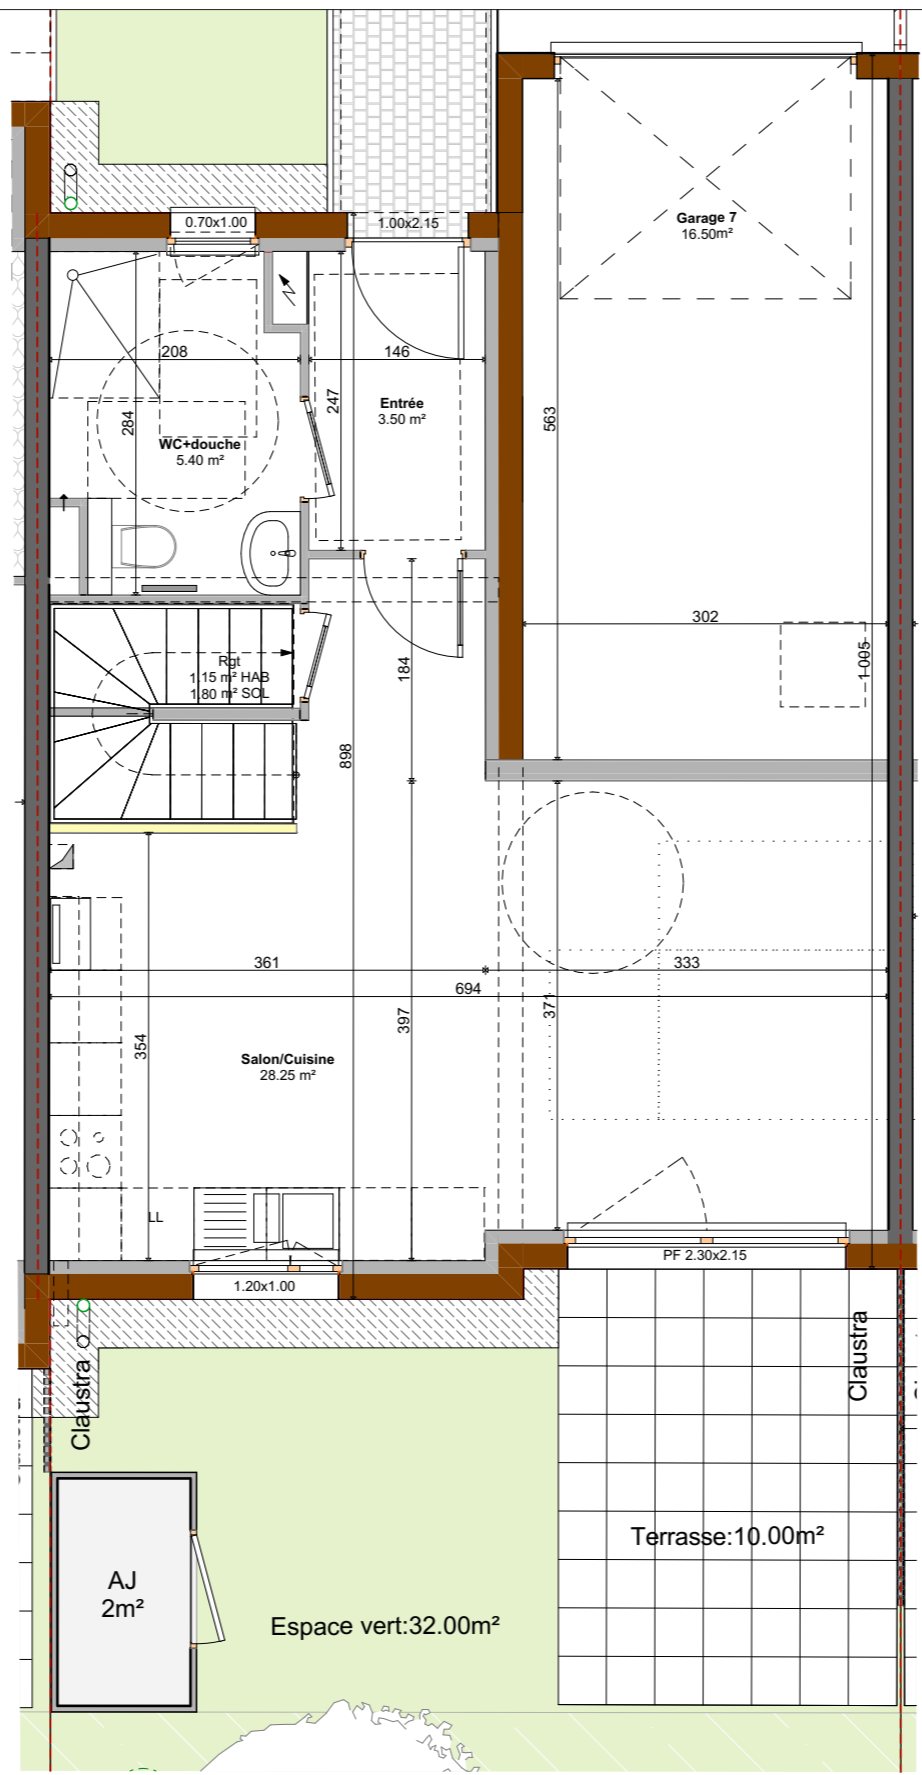 0.70x1.00
1.00x2.15
Garage 7
16.50m²
208
146
247
Entrée
3.50 m²
284
WC+douche
5.40 m²
563
302
1 005
Rgt
1.15 m² HAB
1.80 m² SOL
184
898
361
333
694
371
397
354
Salon/Cuisine
28.25 m²
LL
1.20x1.00
PF 2.30x2.15
Claustra
Claustra
AJ
2m²
Terrasse:10.00m²
Espace vert:32.00m²